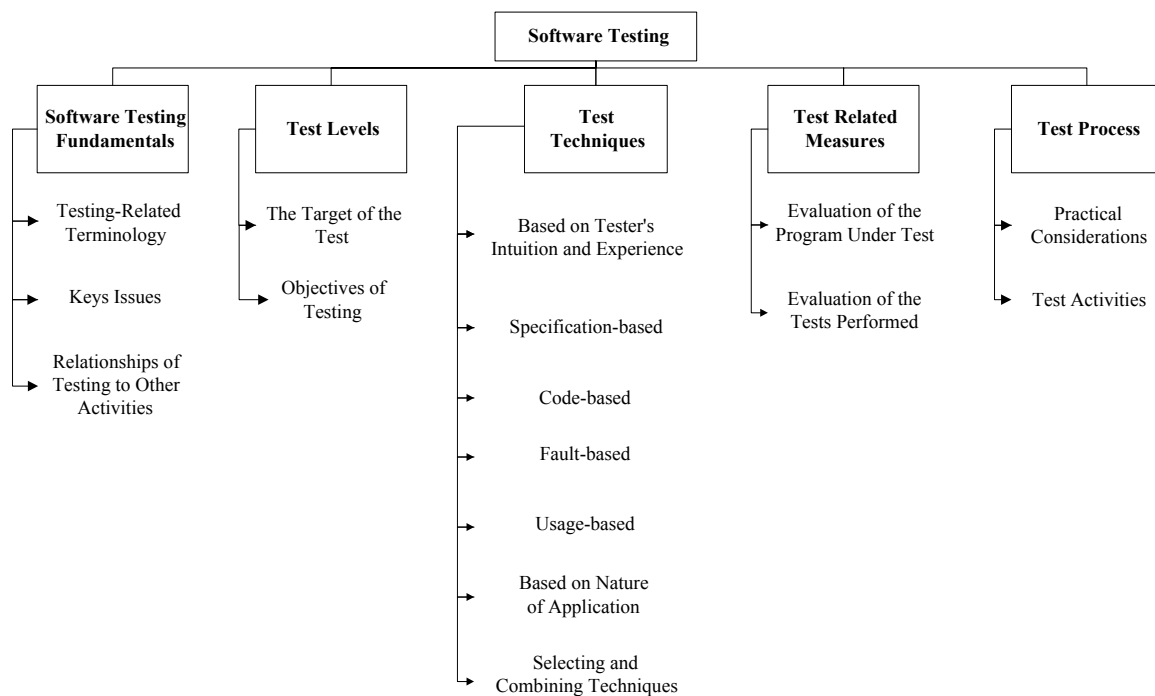 Software Testing
Software Testing
Fundamentals
Testing-Related
Terminology
Keys Issues
Relationships of
Testing to Other
Activities
Test Levels
The Target of the
Test
Objectives of
Testing
Test
Techniques
Based on Tester's
Intuition and Experience
Specification-based
Code-based
Fault-based
Usage-based
Based on Nature
of Application
Selecting and
Combining Techniques
Test Related
Measures
Evaluation of the
Program Under Test
Evaluation of the
Tests Performed
Test Process
Practical
Considerations
Test Activities